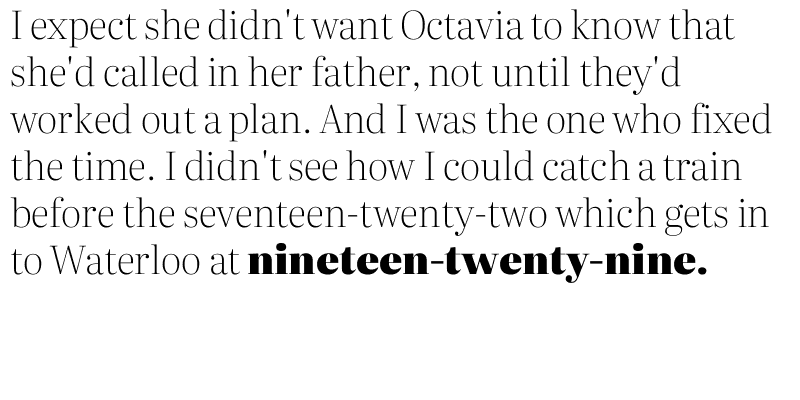 I expect she didn't want Octavia to know that
she'd called in her father, not until they'd
worked out a plan. And I was the one who fixed
the time. I didn't see how I could catch a train
before the seventeen-twenty-two which gets in
to Waterloo at nineteen-twenty-nine.